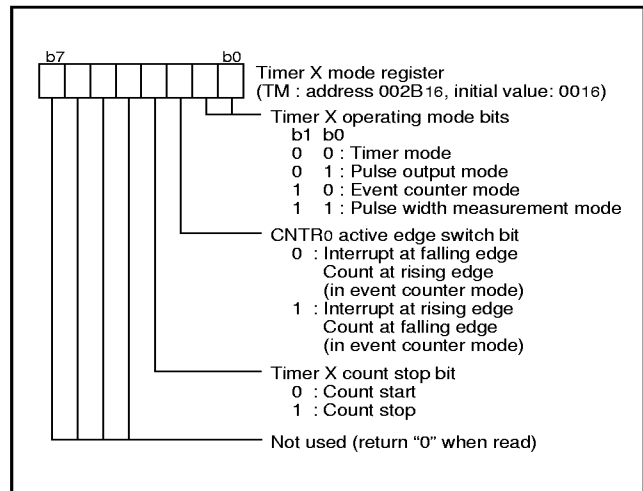 b7 b0
Timer X mode register
(TM : address 002B16, initial value: 0016)
Timer X operating mode bits
b1 b0
0 0 : Timer mode
0 1 : Pulse output mode
1 0 : Event counter mode
1 1 : Pulse width measurement mode
CNTR0 active edge switch bit
0 : Interrupt at falling edge
Count at rising edge
(in event counter mode)
1 : Interrupt at rising edge
Count at falling edge
(in event counter mode)
Timer X count stop bit
0 : Count start
1 : Count stop
Not used (return “0” when read)